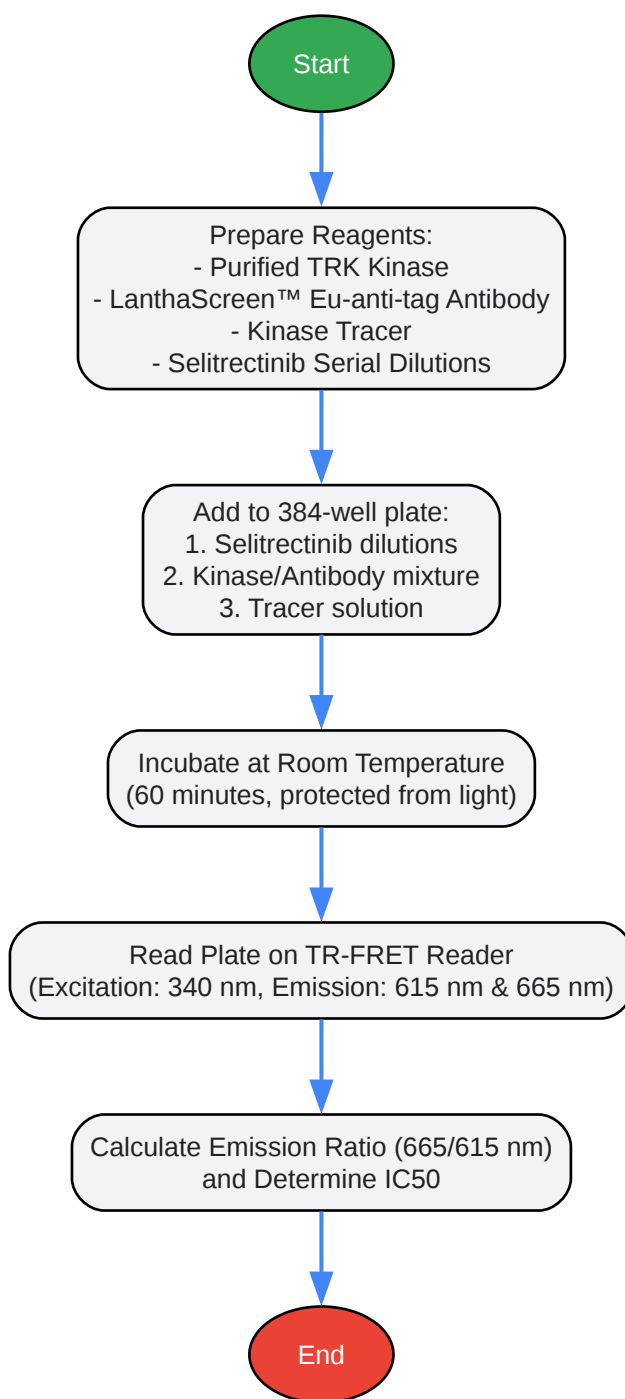 Start
Prepare Reagents:
- Purified TRK Kinase
- LanthaScreen™ Eu-anti-tag Antibody
- Kinase Tracer
- Selitrectinib Serial Dilutions
Add to 384-well plate:
1. Selitrectinib dilutions
2. Kinase/Antibody mixture
3. Tracer solution
Incubate at Room Temperature
(60 minutes, protected from light)
Read Plate on TR-FRET Reader
(Excitation: 340 nm, Emission: 615 nm & 665 nm)
Calculate Emission Ratio (665/615 nm)
and Determine IC50
End